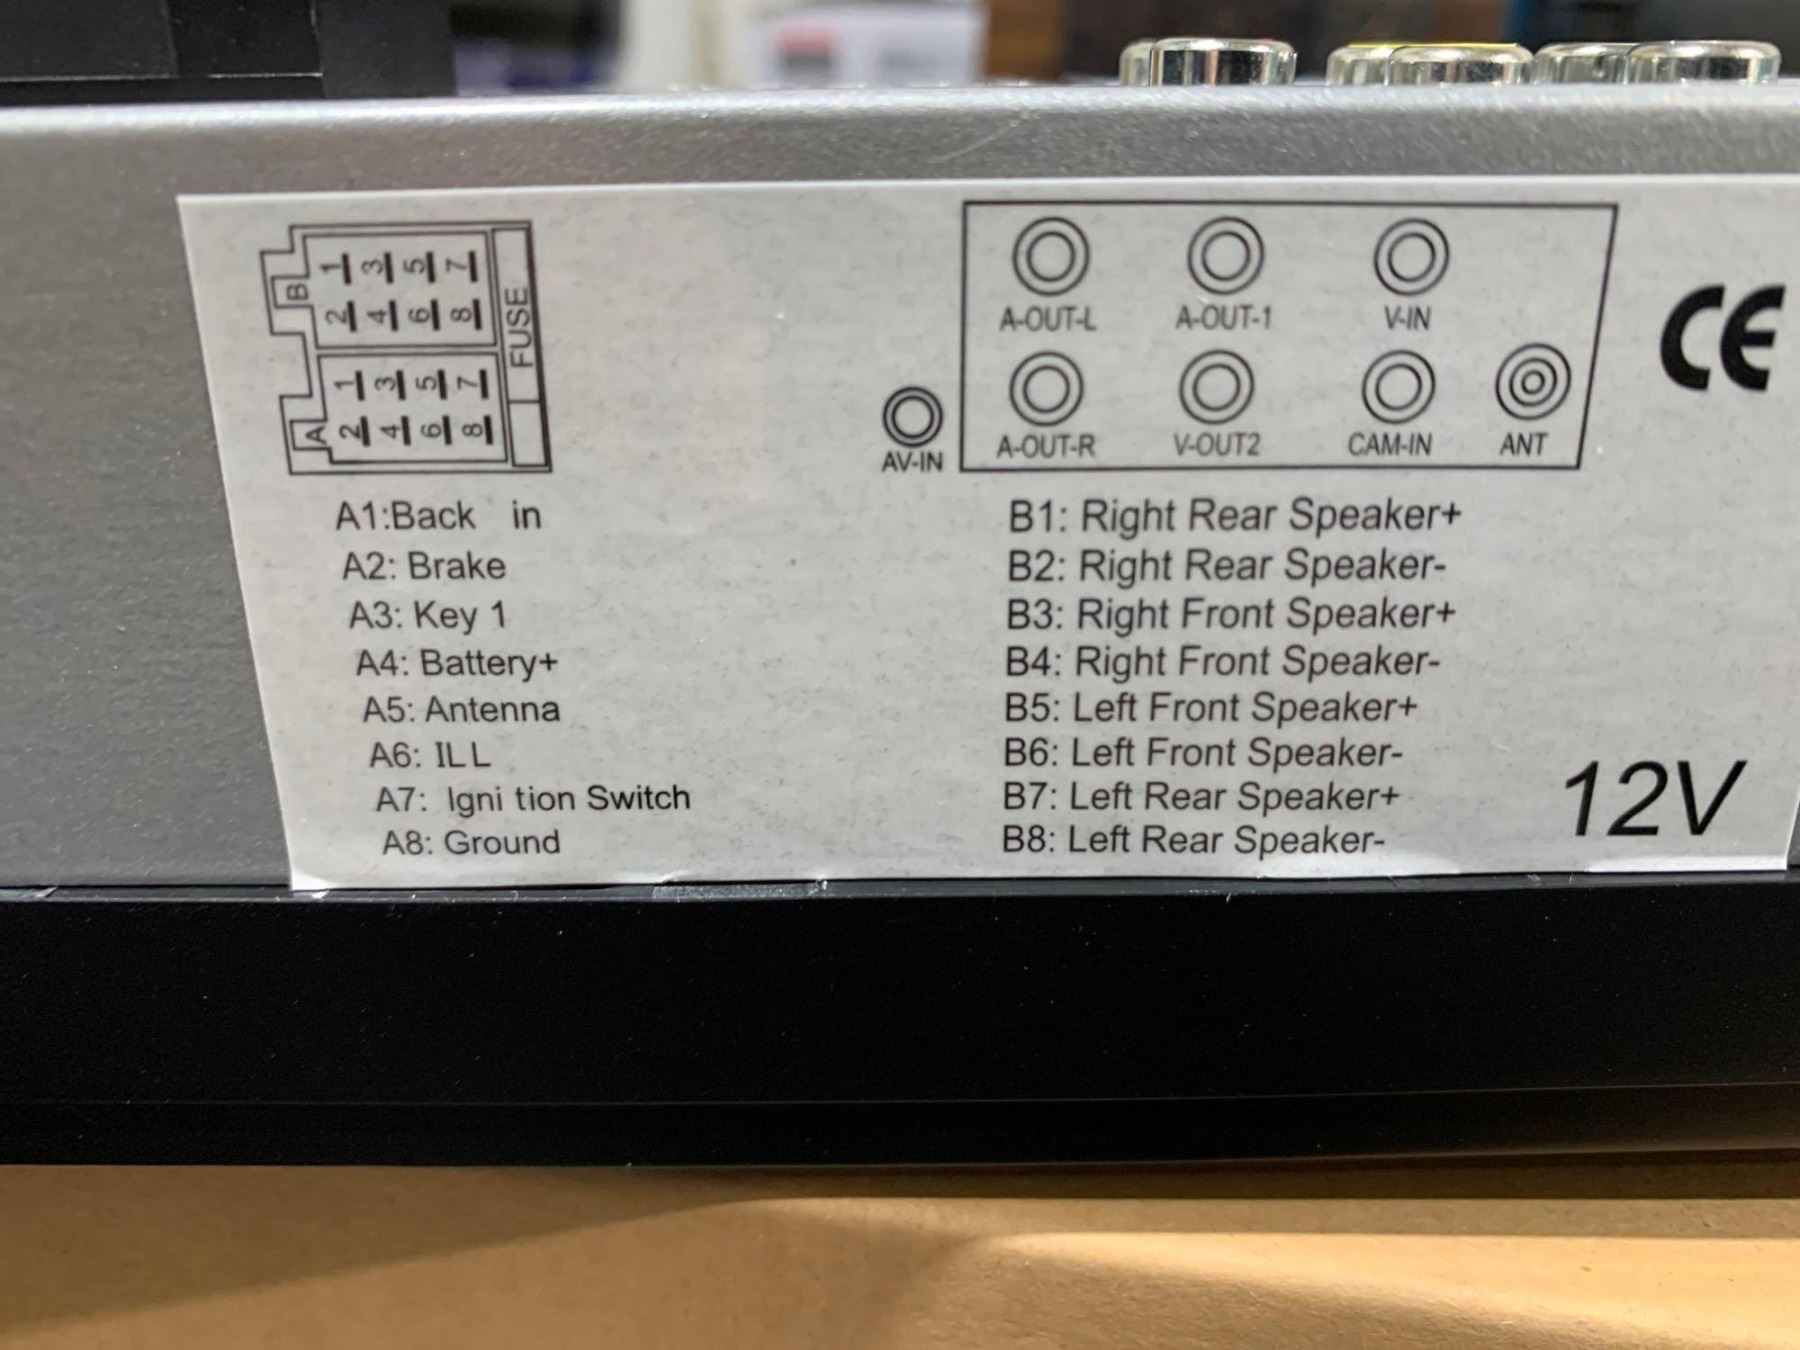 B 1 3 5 7
2 4 6 8
FUSE
A 1 3 5 7
2 4 6 8
A-OUT-L A-OUT-1 V-IN
AV-IN A-OUT-R V-OUT2 CAM-IN ANT
CE
A1:Back in
A2: Brake
A3: Key 1
A4: Battery+
A5: Antenna
A6: ILL
A7: Igni tion Switch
A8: Ground
B1: Right Rear Speaker+
B2: Right Rear Speaker-
B3: Right Front Speaker+
B4: Right Front Speaker-
B5: Left Front Speaker+
B6: Left Front Speaker-
B7: Left Rear Speaker+
B8: Left Rear Speaker-
12V